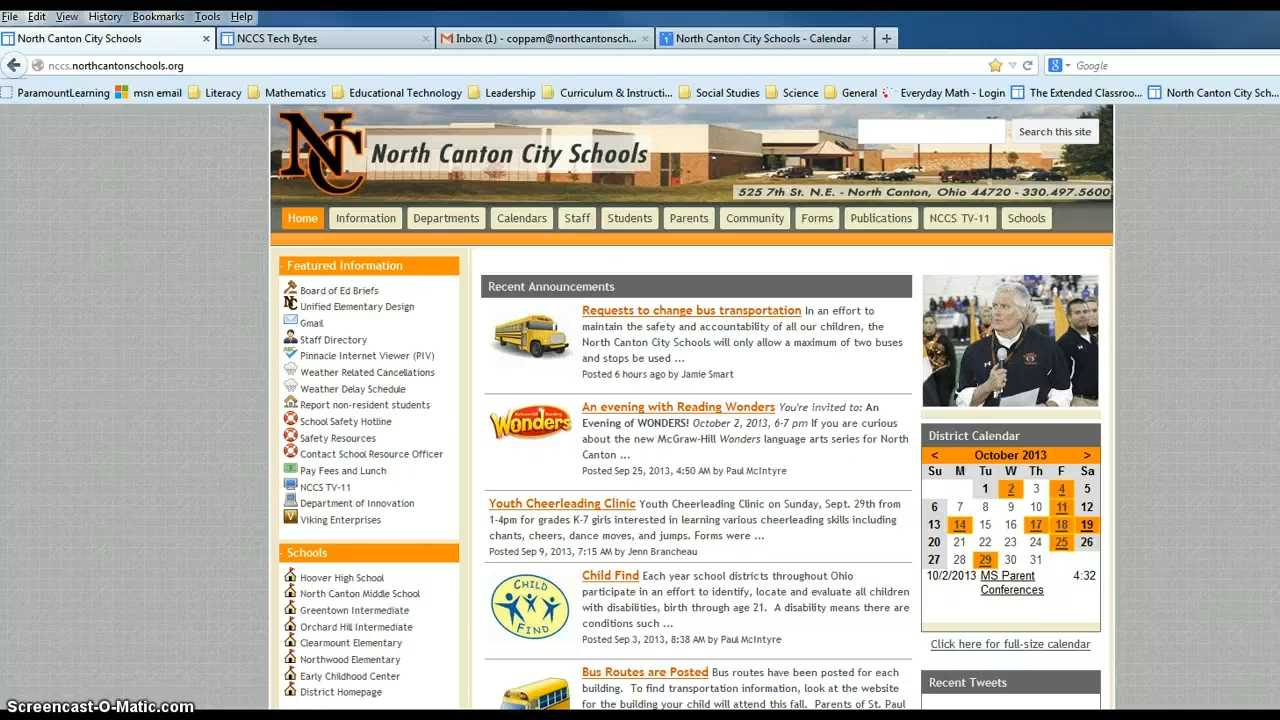 File Edit View History Bookmarks Tools Help
North Canton City Schools × NCCS Tech Bytes × Inbox (1) - coppam@northcantonsch... × North Canton City Schools - Calendar × +
nccs.northcantonschools.org Google
ParamountLearning msn email Literacy Mathematics Educational Technology Leadership Curriculum & Instructi... Social Studies Science General Everyday Math - Login The Extended Classroo... North Canton City Sch...
NC North Canton City Schools
Search this site
525 7th St. N.E. - North Canton, Ohio 44720 - 330.497.5600
Home Information Departments Calendars Staff Students Parents Community Forms Publications NCCS TV-11 Schools
Featured Information
Board of Ed Briefs
Unified Elementary Design
Gmail
Staff Directory
Pinnacle Internet Viewer (PIV)
Weather Related Cancellations
Weather Delay Schedule
Report non-resident students
School Safety Hotline
Safety Resources
Contact School Resource Officer
Pay Fees and Lunch
NCCS TV-11
Department of Innovation
Viking Enterprises
Schools
Hoover High School
North Canton Middle School
Greentown Intermediate
Orchard Hill Intermediate
Clearmount Elementary
Northwood Elementary
Early Childhood Center
District Homepage
Recent Announcements
Requests to change bus transportation In an effort to
maintain the safety and accountability of all our children, the
North Canton City Schools will only allow a maximum of two buses
and stops be used ...
Posted 6 hours ago by Jamie Smart
McGraw-Hill Reading
Wonders
An evening with Reading Wonders You're invited to: An
Evening of WONDERS! October 2, 2013, 6-7 pm If you are curious
about the new McGraw-Hill Wonders language arts series for North
Canton ...
Posted Sep 25, 2013, 4:50 AM by Paul McIntyre
Youth Cheerleading Clinic Youth Cheerleading Clinic on Sunday, Sept. 29th from
1-4pm for grades K-7 girls interested in learning various cheerleading skills including
chants, cheers, dance moves, and jumps. Forms were ...
Posted Sep 9, 2013, 7:15 AM by Jenn Brancheau
CHILD
FIND
Child Find Each year school districts throughout Ohio
participate in an effort to identify, locate and evaluate all children
with disabilities, birth through age 21. A disability means there are
conditions such ...
Posted Sep 3, 2013, 8:38 AM by Paul McIntyre
Bus Routes are Posted Bus routes have been posted for each
building. To find transportation information, look at the website
for the building your child will attend this fall. Parents of St. Paul
District Calendar
< October 2013 >
Su M Tu W Th F Sa
1 2 3 4 5
6 7 8 9 10 11 12
13 14 15 16 17 18 19
20 21 22 23 24 25 26
27 28 29 30 31
10/2/2013 MS Parent 4:32
Conferences
Click here for full-size calendar
Recent Tweets
Screencast-O-Matic.com